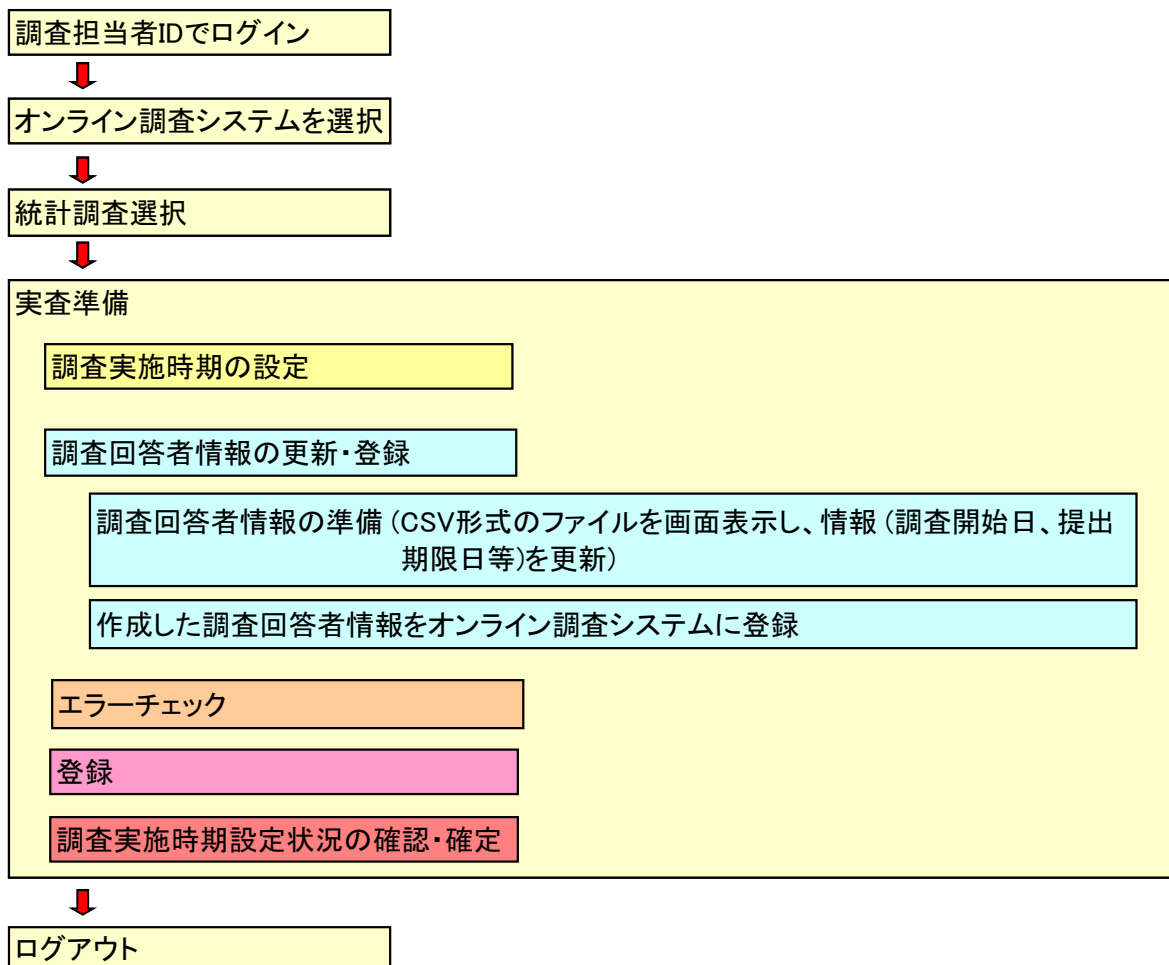 調査担当者IDでログイン
オンライン調査システムを選択
統計調査選択
実査準備
調査実施時期の設定
調査回答者情報の更新・登録
調査回答者情報の準備(CSV形式のファイルを画面表示し、情報(調査開始日、提出
期限日等)を更新)
作成した調査回答者情報をオンライン調査システムに登録
エラーチェック
登録
調査実施時期設定状況の確認・確定
ログアウト